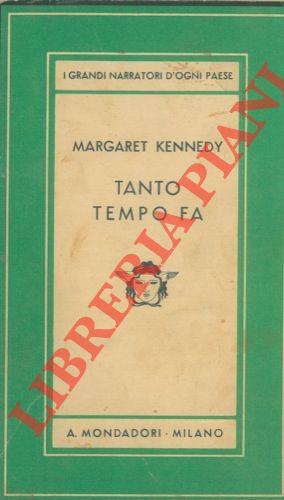 I GRANDI NARRATORI D'OGNI PAESE
MARGARET KENNEDY
TANTO
TEMPO FA
A. MONDADORI · MILANO
LIBRERIA PIANI